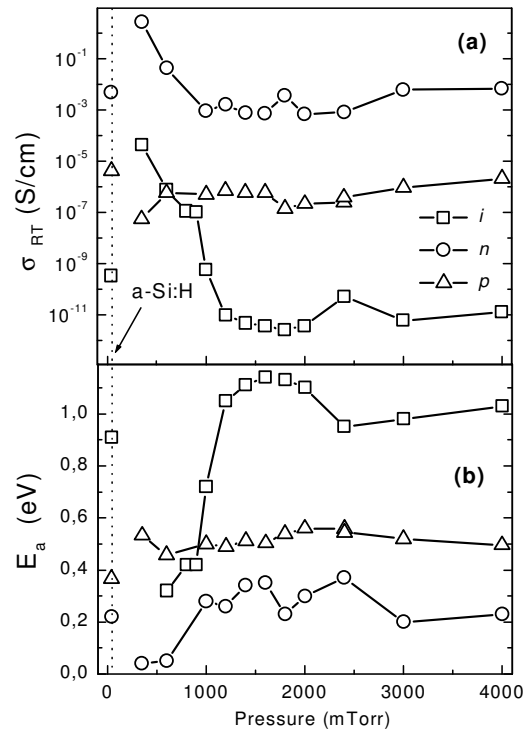 (a)
10⁻¹
10⁻³
10⁻⁵
10⁻⁷
10⁻⁹
10⁻¹¹
σ RT (S/cm)
i
n
p
a-Si:H
(b)
1,0
0,8
0,6
0,4
0,2
0,0
E a (eV)
0 1000 2000 3000 4000
Pressure (mTorr)